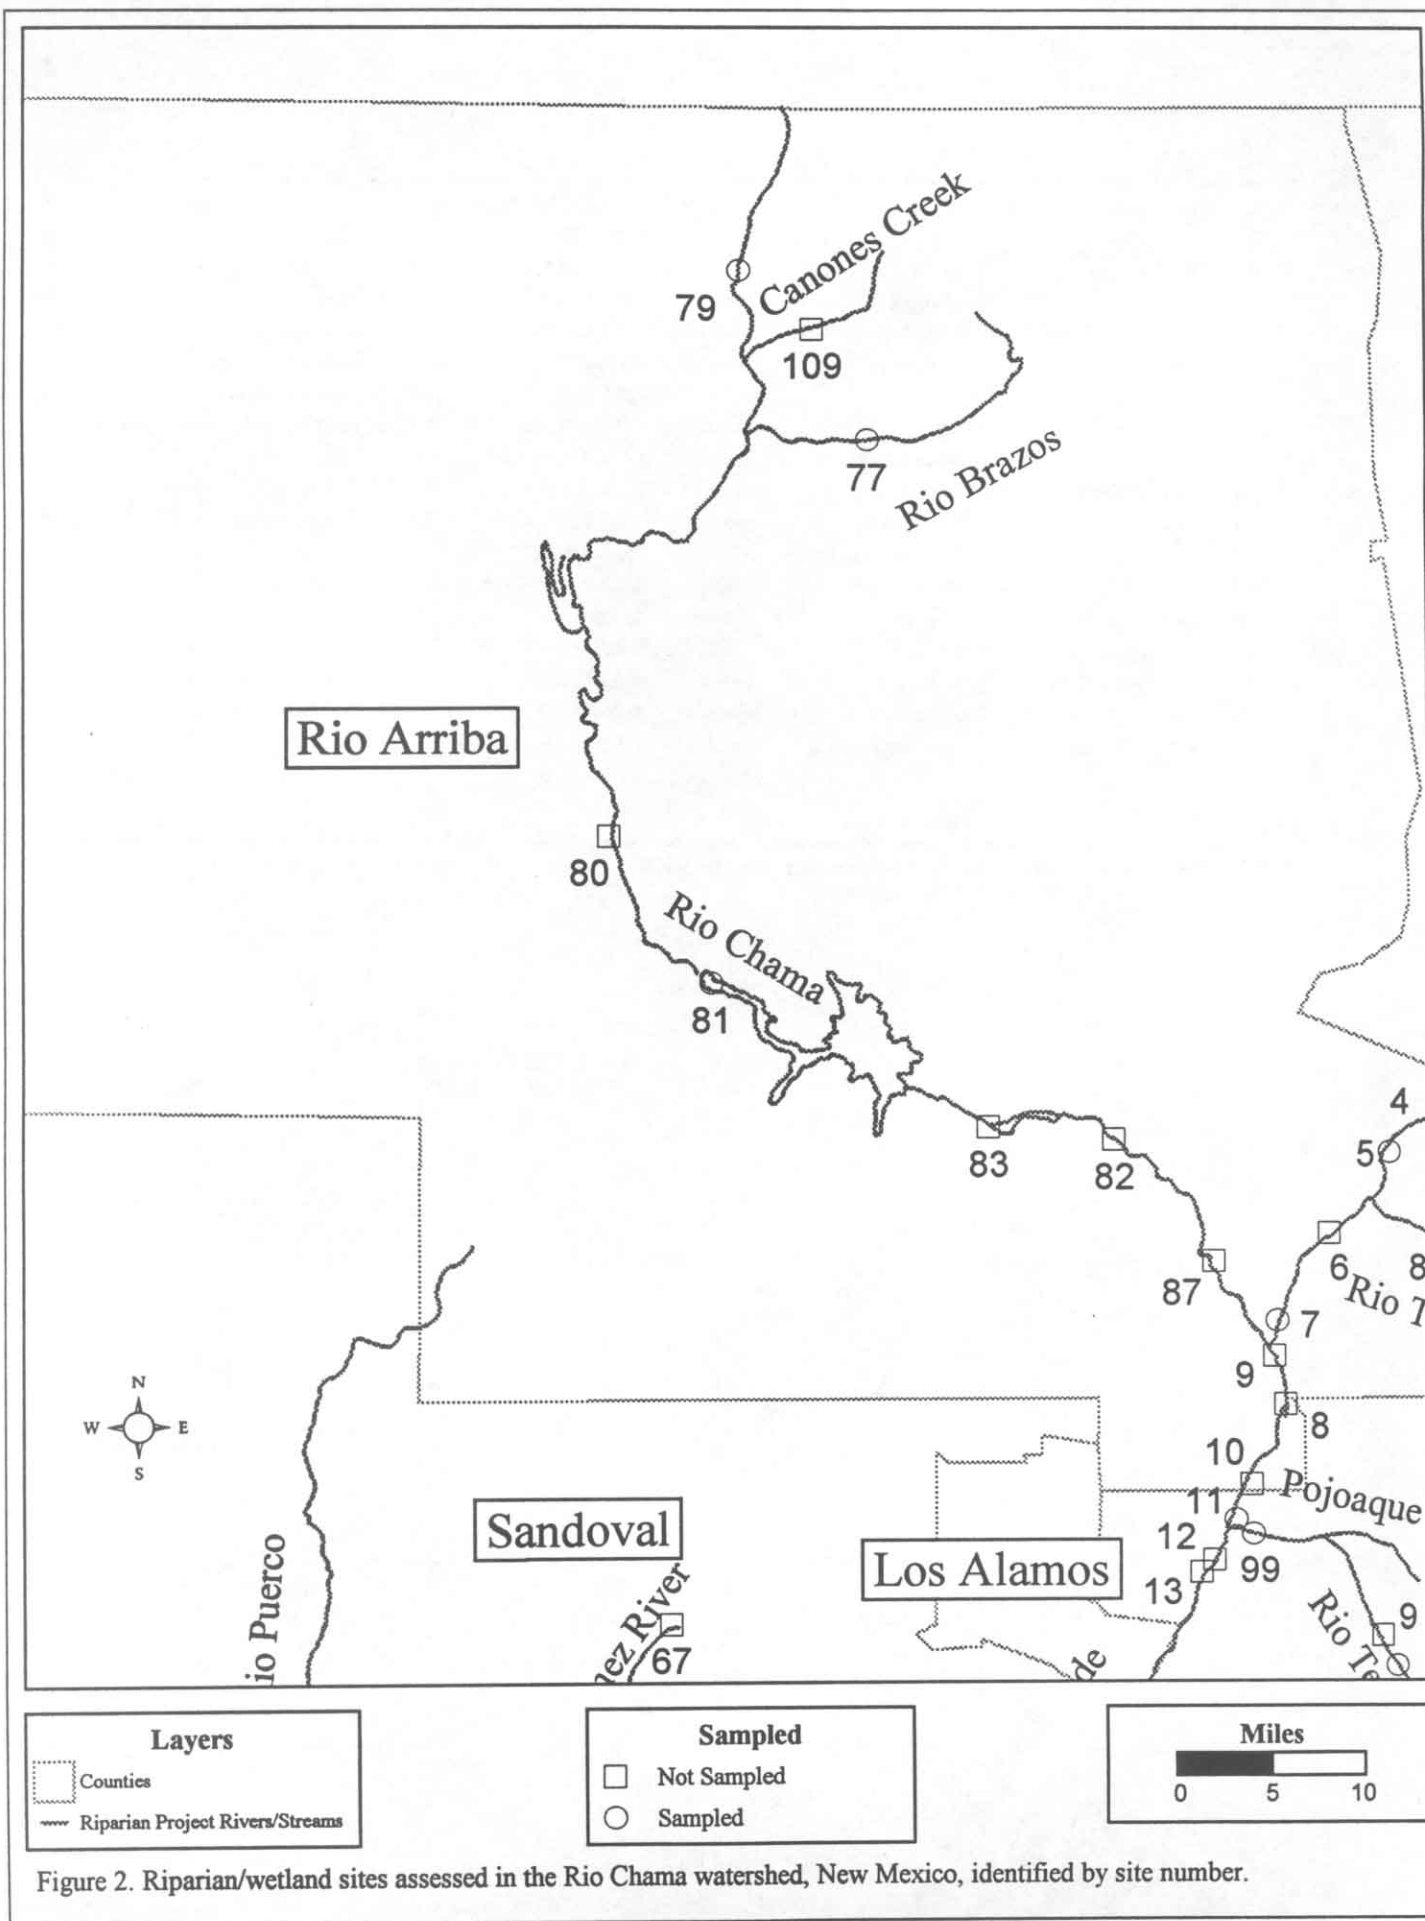 Canones Creek
79
109
77
Rio Brazos
Rio Arriba
80
Rio Chama
81
4
83
82
5
87
6
8
Rio T
7
9
8
10
Pojoaque
11
12
99
13
Sandoval
Los Alamos
io Puerco
nez River
67
de
Rio Te
9
N
W E
S
Layers
Counties
Riparian Project Rivers/Streams
Sampled
Not Sampled
Sampled
Miles
0 5 10
Figure 2. Riparian/wetland sites assessed in the Rio Chama watershed, New Mexico, identified by site number.